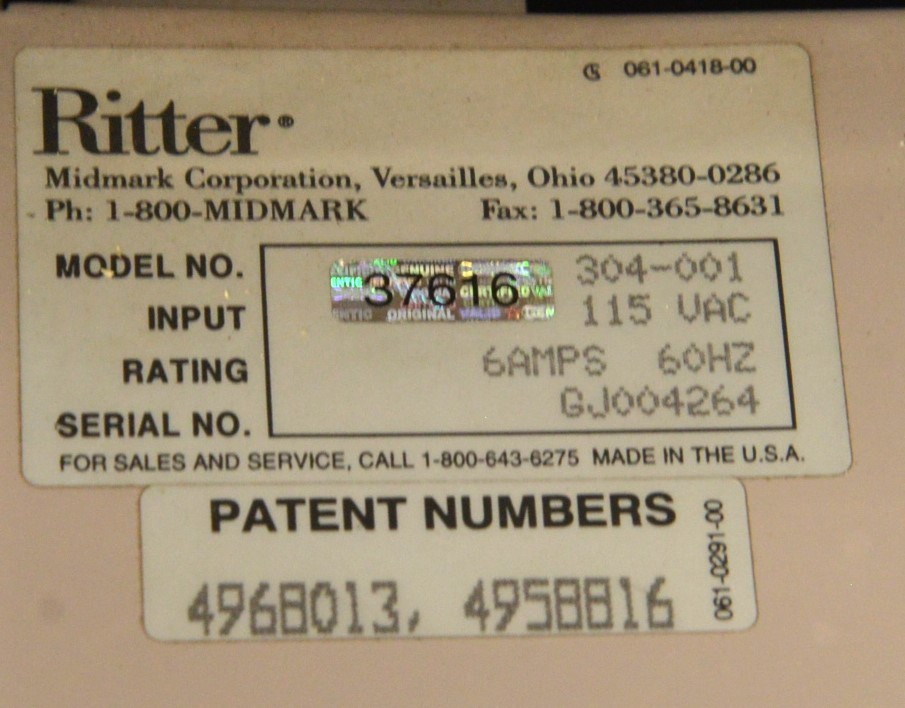 061-0418-00
Ritter®
Midmark Corporation, Versailles, Ohio 45380-0286
Ph: 1-800-MIDMARK Fax: 1-800-365-8631
MODEL NO. 37616 304-001
INPUT 115 VAC
RATING 6AMPS 60HZ
SERIAL NO. GJ004264
FOR SALES AND SERVICE, CALL 1-800-643-6275 MADE IN THE U.S.A.
PATENT NUMBERS
4968013, 4958816
061-0291-00